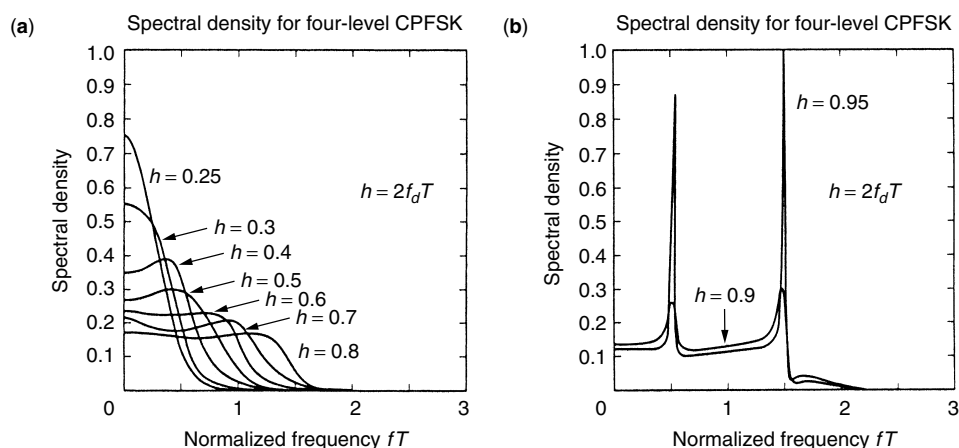 (a)
Spectral density for four-level CPFSK
1.0
0.9
0.8
0.7
0.6
0.5
0.4
0.3
0.2
0.1
0
0
1
2
3
Spectral density
Normalized frequency fT
h = 0.25
h = 0.3
h = 0.4
h = 0.5
h = 0.6
h = 0.7
h = 0.8
h = 2f_dT
(b)
Spectral density for four-level CPFSK
1.0
0.9
0.8
0.7
0.6
0.5
0.4
0.3
0.2
0.1
0
1
2
3
Spectral density
Normalized frequency fT
h = 0.95
h = 2f_dT
h = 0.9